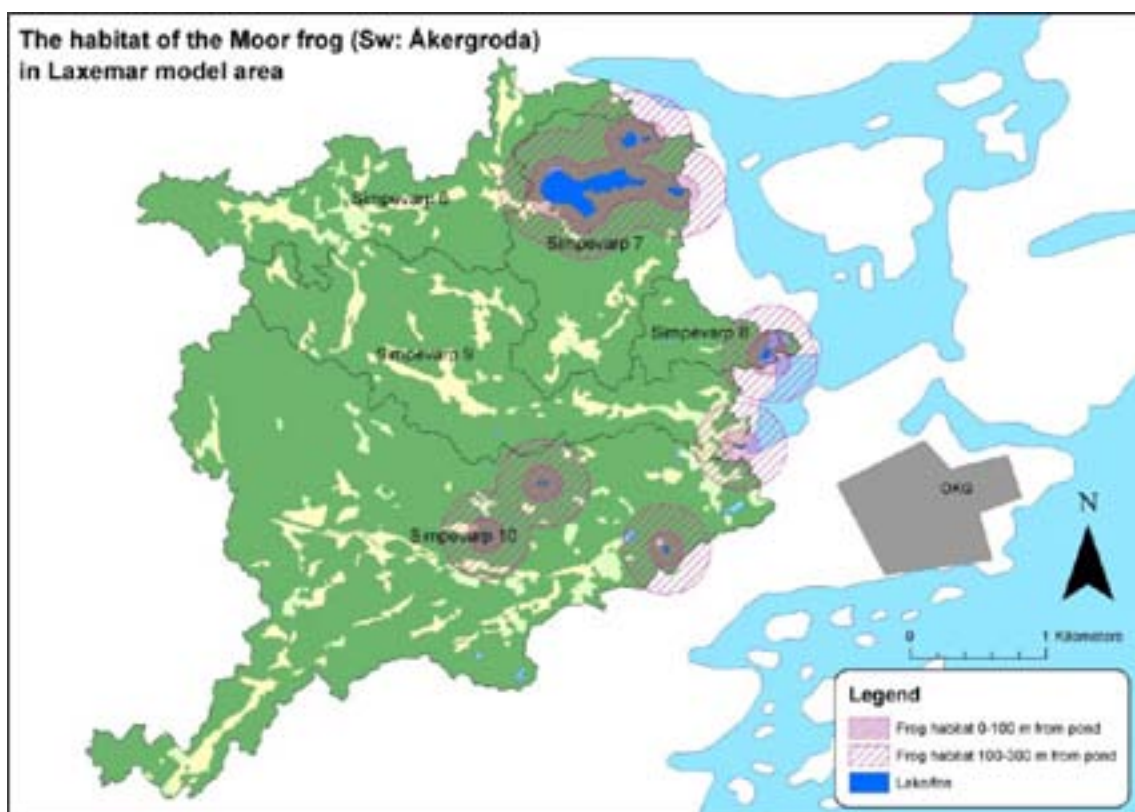 The habitat of the Moor frog (Sw: Åkergroda)
in Laxemar model area
Simpevarp 6
Simpevarp 7
Simpevarp 8
Simpevarp 9
Simpevarp 10
OKG
N
0 1 Kilometers
Legend
Frog habitat 0-100 m from pond
Frog habitat 100-300 m from pond